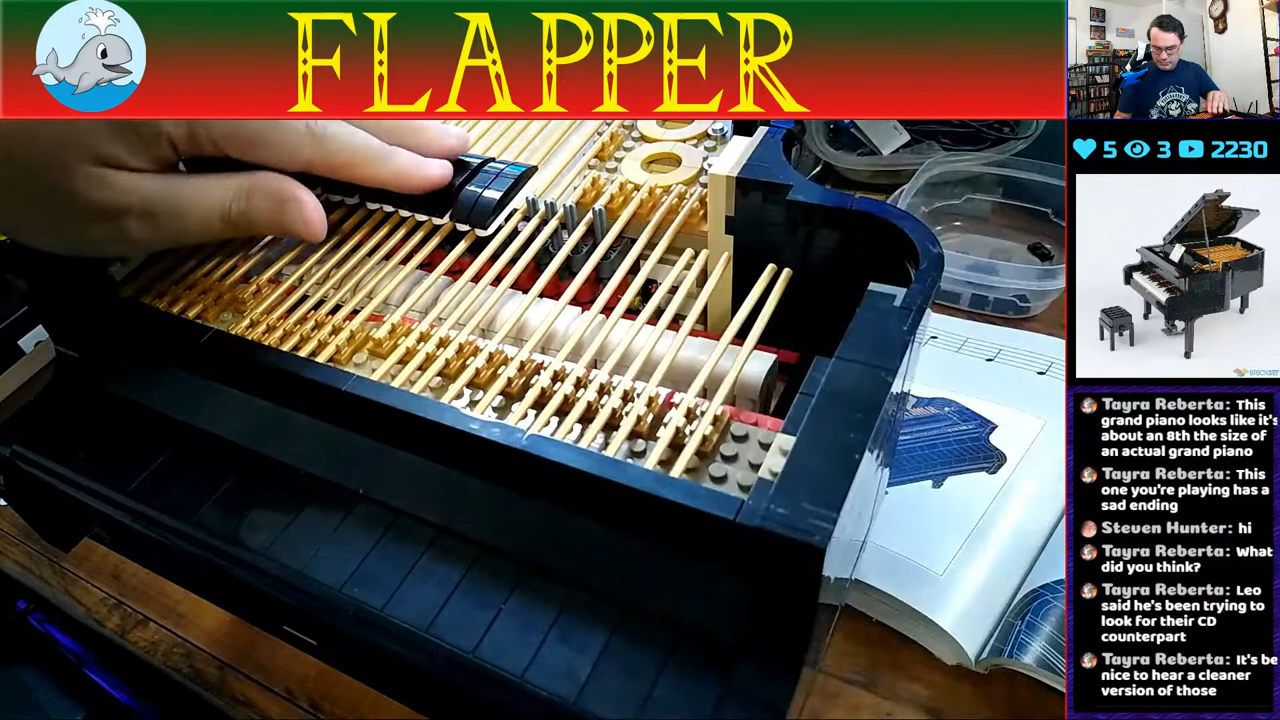 FLAPPER
5 3 2230
BRICKSET
Tayra Reberta: This
grand piano looks like it's
about an 8th the size of
an actual grand piano
Tayra Reberta: This
one you're playing has a
sad ending
Steven Hunter: hi
Tayra Reberta: What
did you think?
Tayra Reberta: Leo
said he's been trying to
look for their CD
counterpart
Tayra Reberta: It's be
nice to hear a cleaner
version of those